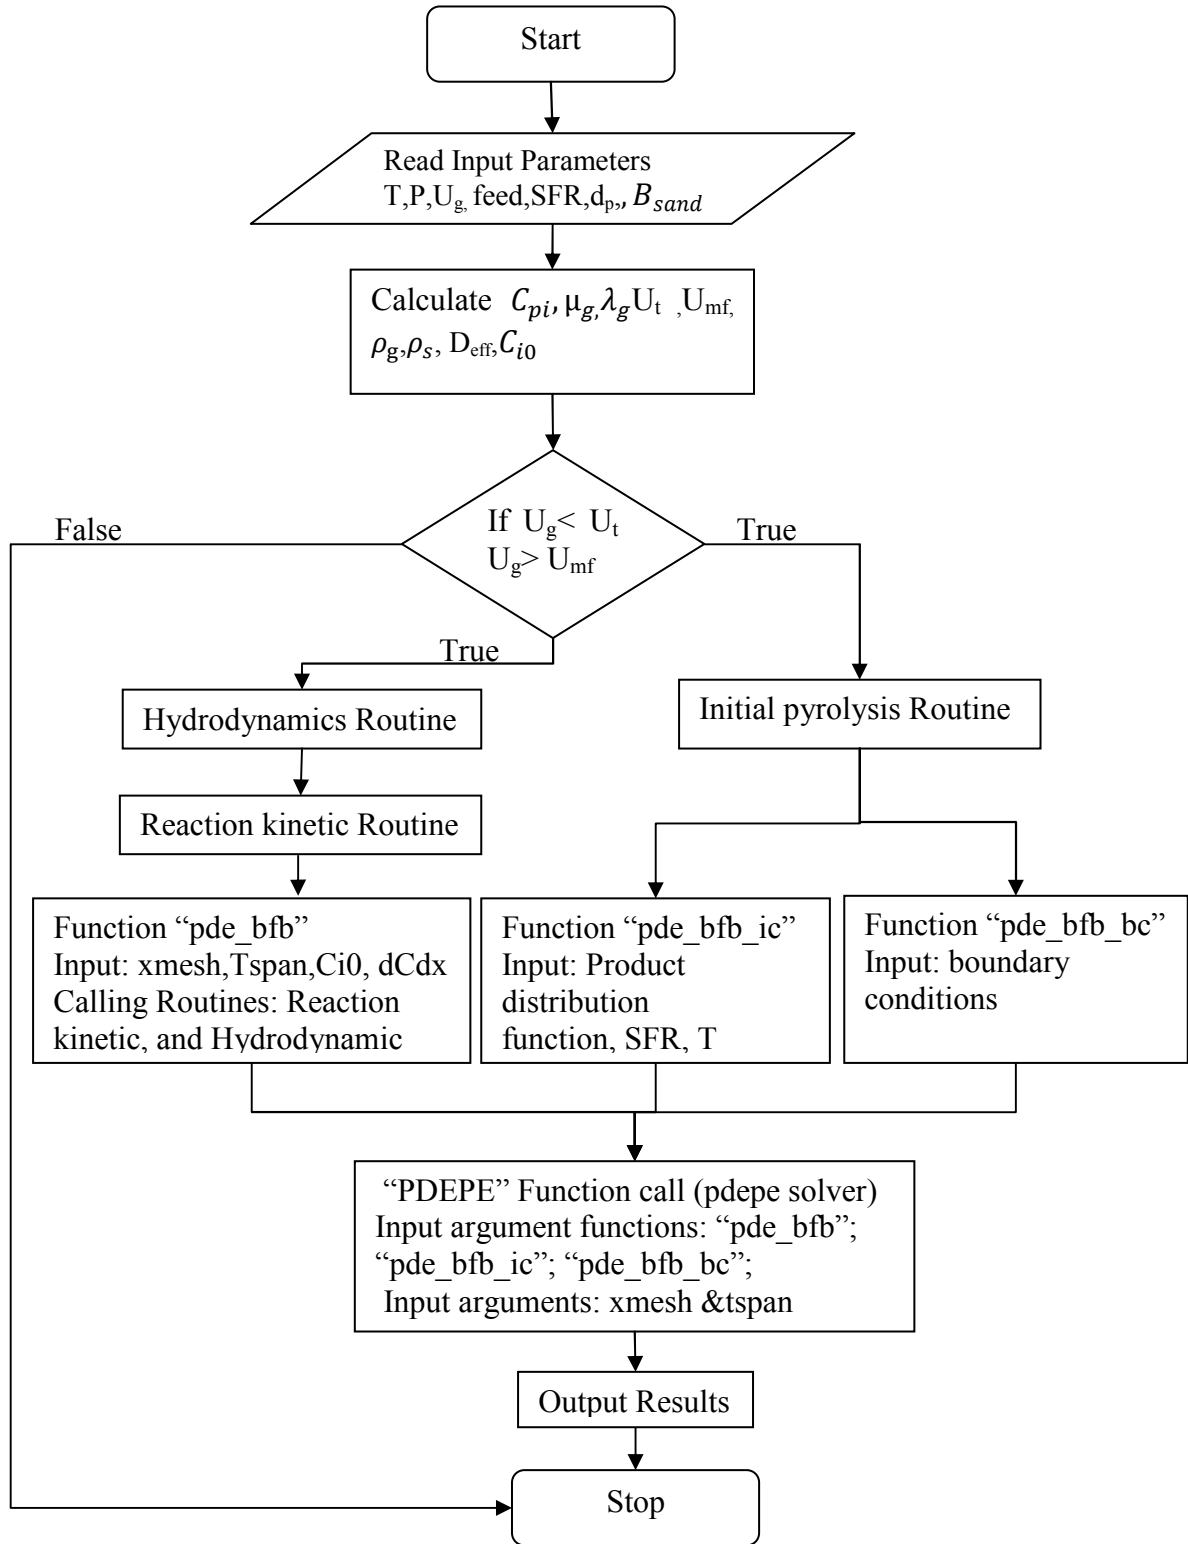 Start
Read Input Parameters
T,P,U_g, feed,SFR,d_p,, B_sand
Calculate C_pi, μ_g, λ_g U_t ,U_mf,
ρ_g,ρ_s, D_eff,C_i0
If U_g< U_t
U_g> U_mf
False
True
True
Hydrodynamics Routine
Initial pyrolysis Routine
Reaction kinetic Routine
Function “pde_bfb”
Input: xmesh,Tspan,Ci0, dCdx
Calling Routines: Reaction
kinetic, and Hydrodynamic
Function “pde_bfb_ic”
Input: Product
distribution
function, SFR, T
Function “pde_bfb_bc”
Input: boundary
conditions
“PDEPE” Function call (pdepe solver)
Input argument functions: “pde_bfb”;
“pde_bfb_ic”; “pde_bfb_bc”;
Input arguments: xmesh &tspan
Output Results
Stop